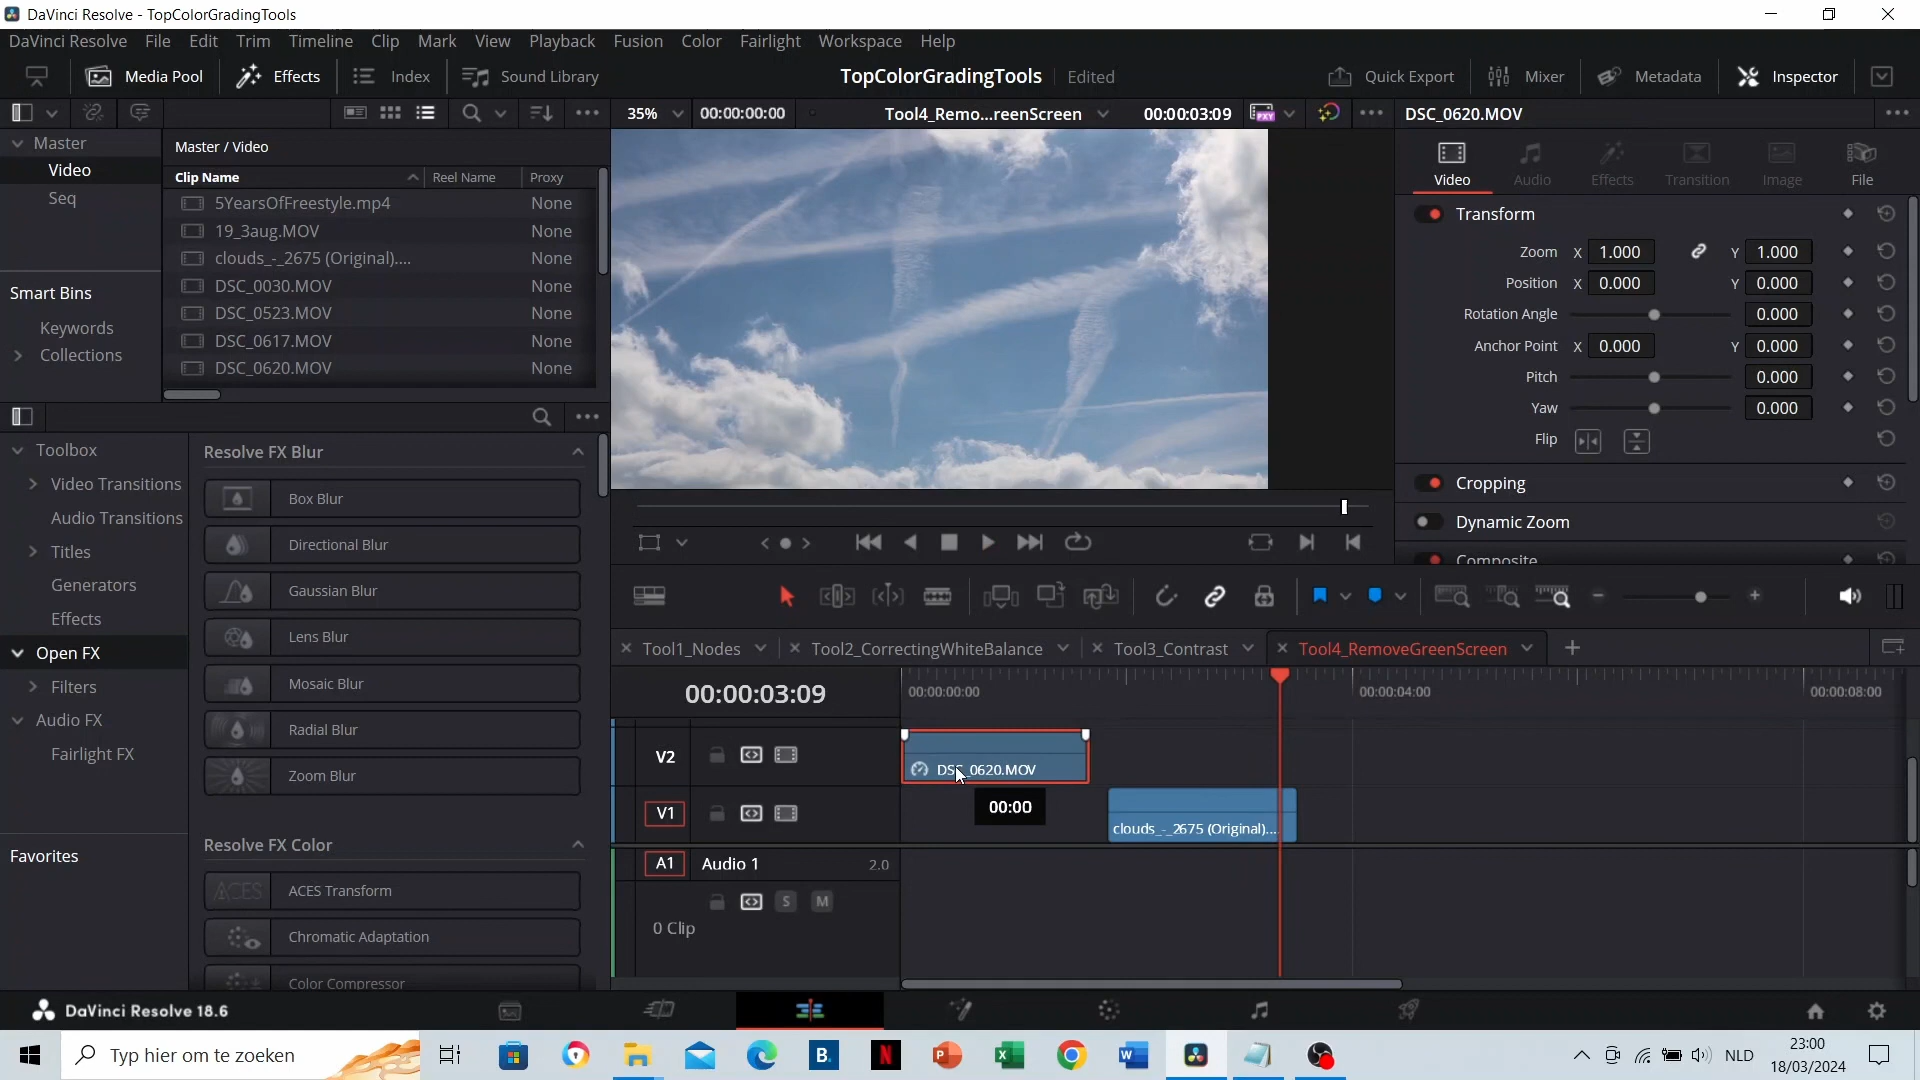 DaVinci Resolve - TopColorGradingTools
DaVinci Resolve File Edit Trim Timeline Clip Mark View Playback Fusion Color Fairlight Workspace Help
Media Pool Effects Index Sound Library TopColorGradingTools Edited Quick Export Mixer Metadata Inspector
35% 00:00:00:00 Tool4_Remo...reenScreen 00:00:03:09 DSC_0620.MOV
Master
Video
Seq
Smart Bins
Keywords
Collections
Master / Video
Clip Name Reel Name Proxy
5YearsOfFreestyle.mp4 None
19_3aug.MOV None
clouds_-_2675 (Original).... None
DSC_0030.MOV None
DSC_0523.MOV None
DSC_0617.MOV None
DSC_0620.MOV None
Video Audio Effects Transition Image File
Transform
Zoom X 1.000 Y 1.000
Position X 0.000 Y 0.000
Rotation Angle 0.000
Anchor Point X 0.000 Y 0.000
Pitch 0.000
Yaw 0.000
Flip
Cropping
Dynamic Zoom
Composite
Toolbox
Video Transitions
Audio Transitions
Titles
Generators
Effects
Open FX
Filters
Audio FX
Fairlight FX
Favorites
Resolve FX Blur
Box Blur
Directional Blur
Gaussian Blur
Lens Blur
Mosaic Blur
Radial Blur
Zoom Blur
Resolve FX Color
ACES
ACES Transform
Chromatic Adaptation
Color Compressor
Tool1_Nodes Tool2_CorrectingWhiteBalance Tool3_Contrast Tool4_RemoveGreenScreen
00:00:03:09 00:00:00:00 00:00:04:00 00:00:08:00
V2 DSC_0620.MOV
00:00
V1 clouds_-_2675 (Original)....
A1 Audio 1 2.0
S M
0 Clip
DaVinci Resolve 18.6
Typ hier om te zoeken
B.
N
NLD
23:00
18/03/2024